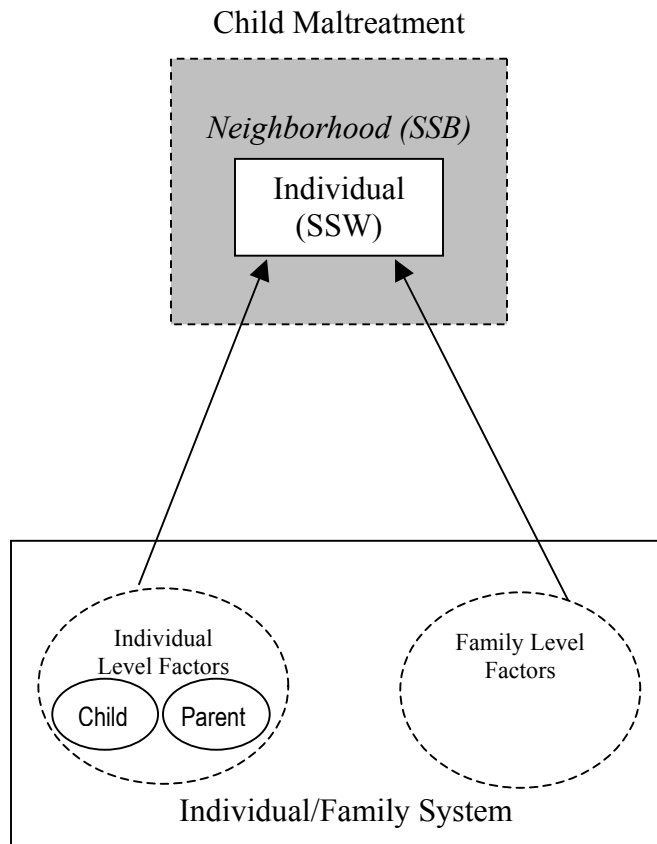 Child Maltreatment
Neighborhood (SSB)
Individual
(SSW)
Individual
Level Factors
Child
Parent
Family Level
Factors
Individual/Family System